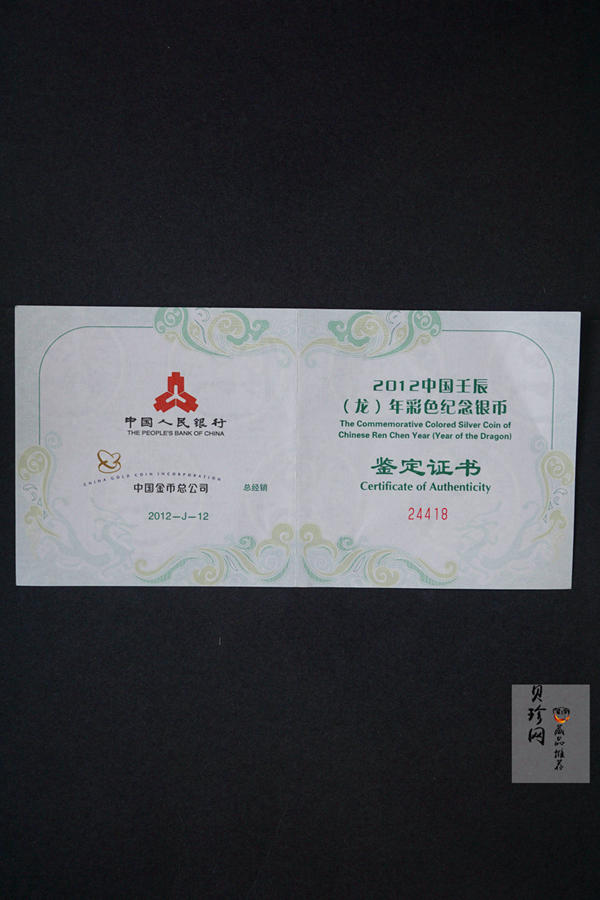 中国人民银行
THE PEOPLE'S BANK OF CHINA
CHINA GOLD COIN INCORPORATION
中国金币总公司 总经销
2012-J-12
2012中国壬辰
（龙）年彩色纪念银币
The Commemorative Colored Silver Coin of
Chinese Ren Chen Year (Year of the Dragon)
鉴定证书
Certificate of Authenticity
24418
贝珍网
藏品推荐